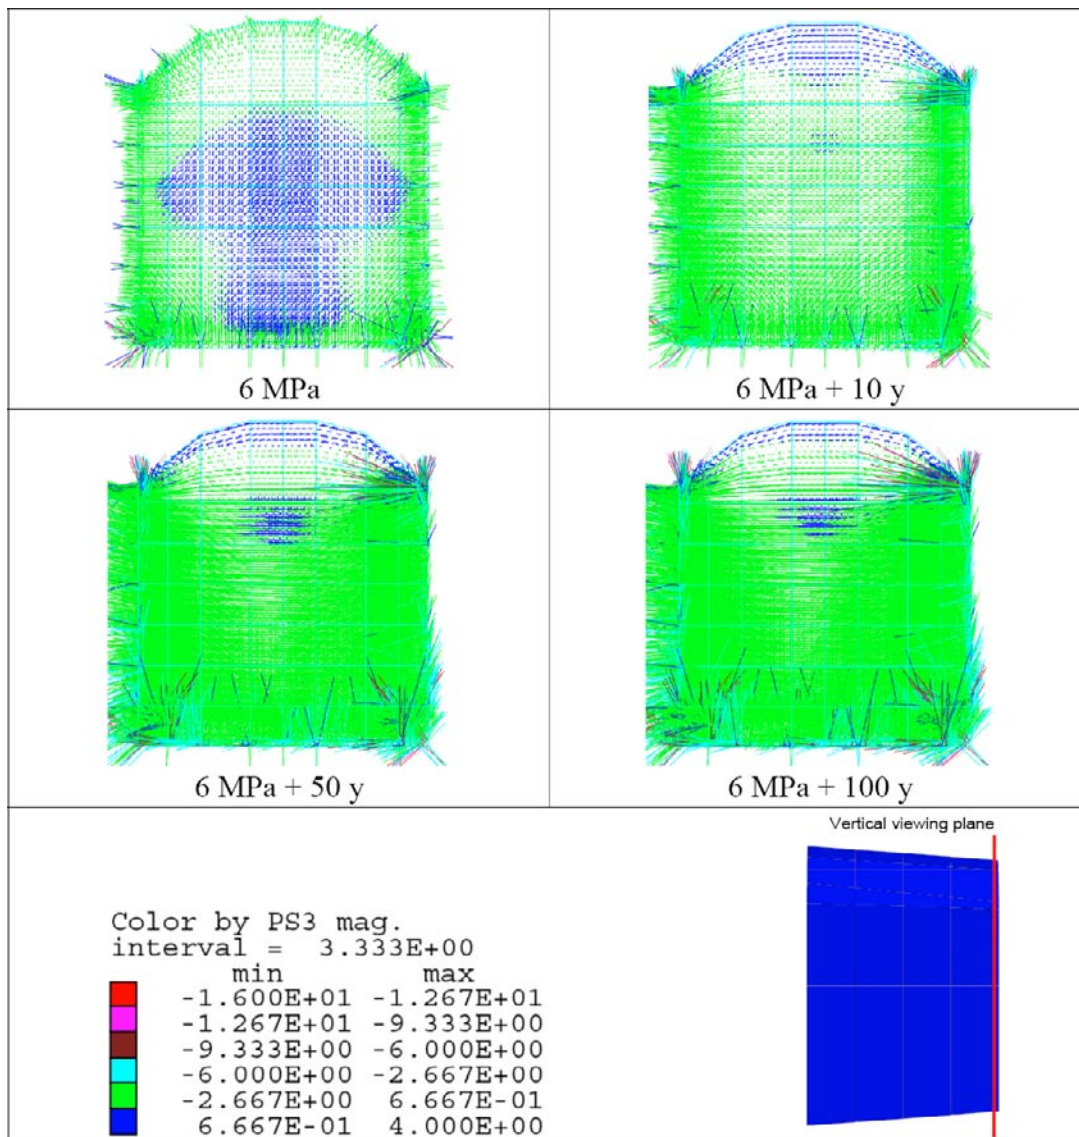 6 MPa
6 MPa + 10 y
6 MPa + 50 y
6 MPa + 100 y
Vertical viewing plane
Color by PS3 mag.
interval = 3.333E+00
min max
-1.600E+01 -1.267E+01
-1.267E+01 -9.333E+00
-9.333E+00 -6.000E+00
-6.000E+00 -2.667E+00
-2.667E+00 6.667E-01
6.667E-01 4.000E+00